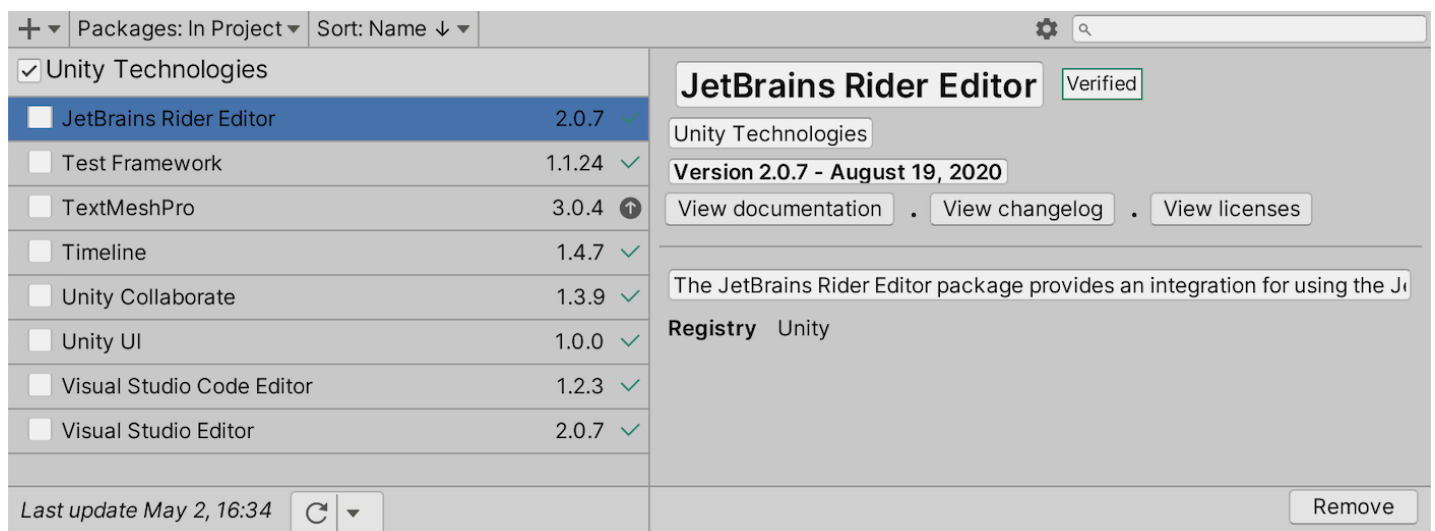 Packages: In Project Sort: Name ↓
Unity Technologies
JetBrains Rider Editor 2.0.7
Test Framework 1.1.24
TextMeshPro 3.0.4
Timeline 1.4.7
Unity Collaborate 1.3.9
Unity UI 1.0.0
Visual Studio Code Editor 1.2.3
Visual Studio Editor 2.0.7
Last update May 2, 16:34
JetBrains Rider Editor Verified
Unity Technologies
Version 2.0.7 - August 19, 2020
View documentation . View changelog . View licenses
The JetBrains Rider Editor package provides an integration for using the
Registry Unity
Remove